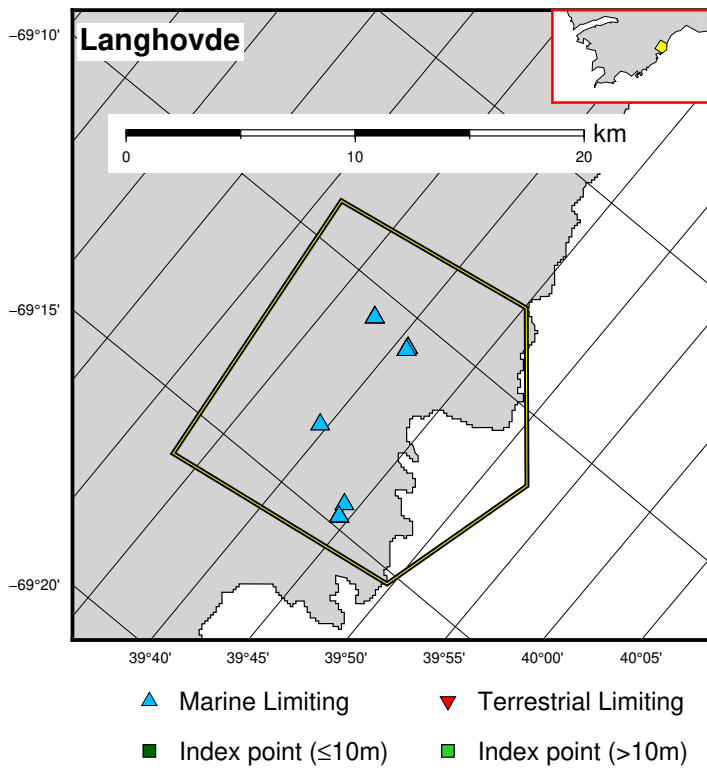 Langhovde
−69°10'
−69°15'
−69°20'
km
0 10 20
39°40' 39°45' 39°50' 39°55' 40°00' 40°05'
Marine Limiting Terrestrial Limiting
Index point (≤10m) Index point (>10m)